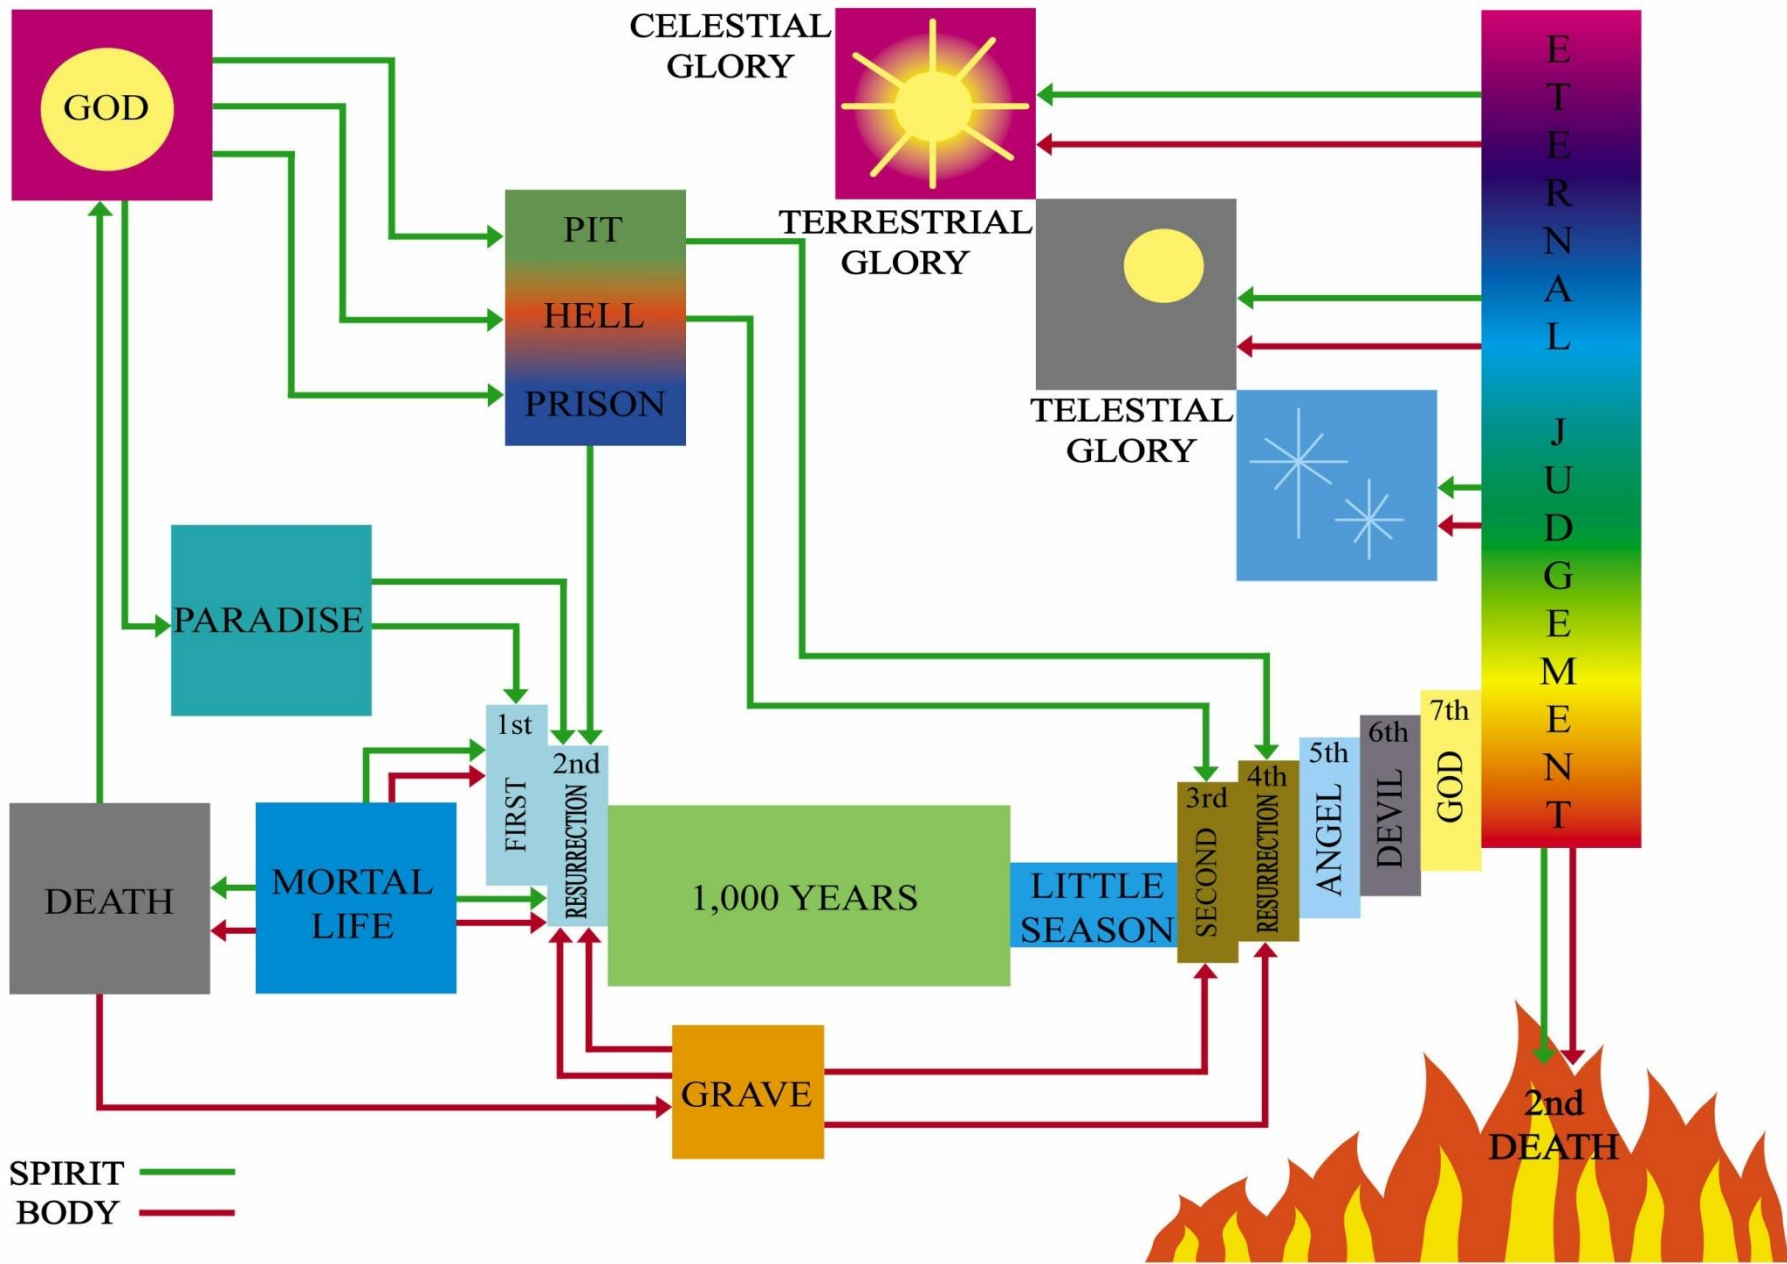 GOD
CELESTIAL
GLORY
TERRESTRIAL
GLORY
TELESTIAL
GLORY
ETERNAL JUDGEMENT
PIT
HELL
PRISON
PARADISE
DEATH
MORTAL
LIFE
1st
FIRST
2nd
RESURRECTION
1,000 YEARS
LITTLE
SEASON
3rd
SECOND
4th
RESURRECTION
5th
ANGEL
6th
DEVIL
7th
GOD
GRAVE
2nd
DEATH
SPIRIT
BODY